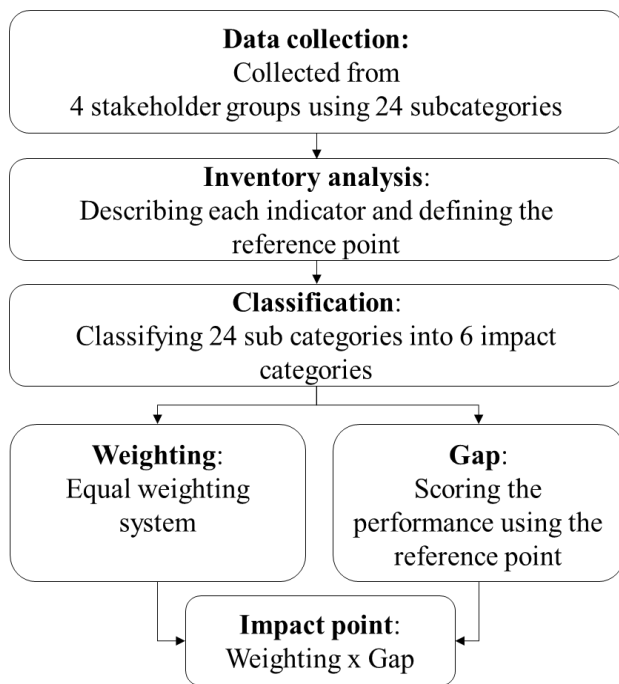 Data collection:
Collected from
4 stakeholder groups using 24 subcategories
Inventory analysis:
Describing each indicator and defining the
reference point
Classification:
Classifying 24 sub categories into 6 impact
categories
Weighting:
Equal weighting
system
Gap:
Scoring the
performance using the
reference point
Impact point:
Weighting x Gap